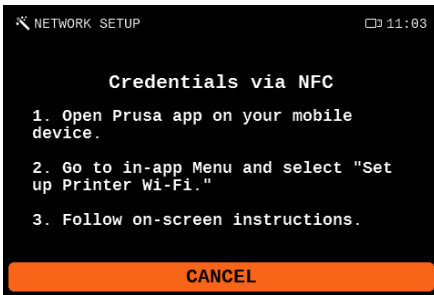 NETWORK SETUP
11:03
Credentials via NFC
1. Open Prusa app on your mobile
device.
2. Go to in-app Menu and select "Set
up Printer Wi-Fi."
3. Follow on-screen instructions.
CANCEL